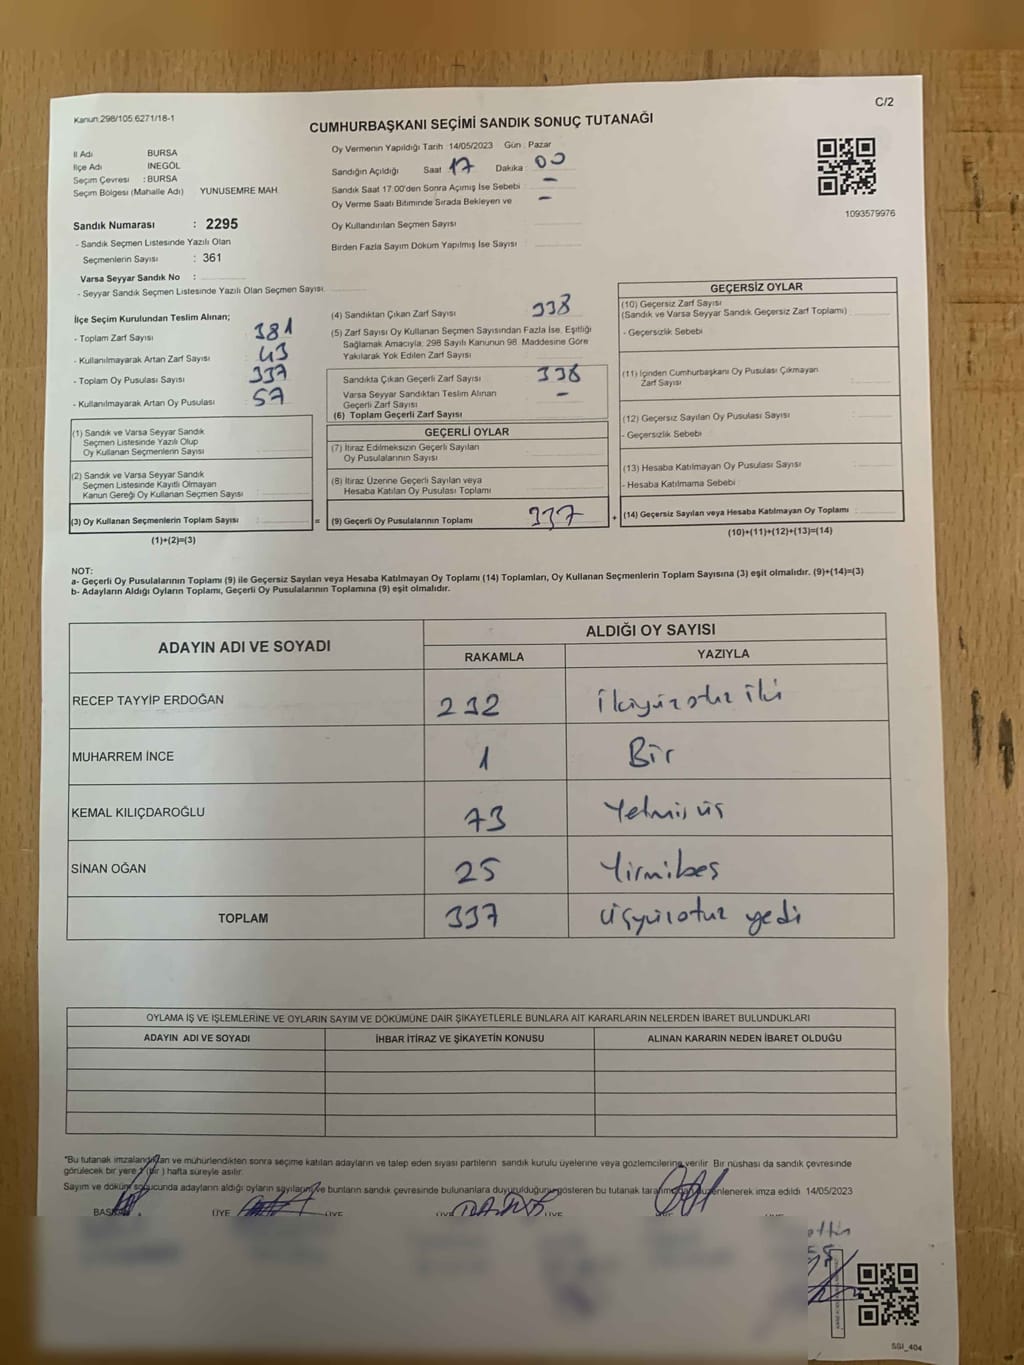 C/2
Kanun:298/105,6271/18-1
CUMHURBAŞKANI SEÇİMİ SANDIK SONUÇ TUTANAĞI
İl Adı BURSA
İlçe Adı INEGÖL
Seçim Çevresi : BURSA
Seçim Bölgesi (Mahalle Adı) YUNUSEMRE MAH.
Oy Vermenin Yapıldığı Tarih :14/05/2023 Gün : Pazar
Sandığın Açıldığı Saat 17 Dakika : 00
Sandık Saat 17:00'den Sonra Açımış İse Sebebi : -
Oy Verme Saati Bitiminde Sırada Bekleyen ve -
Oy Kullandırılan Seçmen Sayısı
Birden Fazla Sayım Döküm Yapılmış İse Sayısı :
1093579976
Sandık Numarası : 2295
- Sandık Seçmen Listesinde Yazılı Olan
Seçmenlerin Sayısı : 361
Varsa Seyyar Sandık No :
- Seyyar Sandık Seçmen Listesinde Yazılı Olan Seçmen Sayısı:
İlçe Seçim Kurulundan Teslim Alınan;
- Toplam Zarf Sayısı 381
- Kullanılmayarak Artan Zarf Sayısı 43
- Toplam Oy Pusulası Sayısı 337
- Kullanılmayarak Artan Oy Pusulası 57
(1) Sandık ve Varsa Seyyar Sandık
Seçmen Listesinde Yazılı Olup
Oy Kullanan Seçmenlerin Sayısı :
(2) Sandık ve Varsa Seyyar Sandık
Seçmen Listesinde Kayıtlı Olmayan
Kanun Gereği Oy Kullanan Seçmen Sayısı :
(3) Oy Kullanan Seçmenlerin Toplam Sayısı : =
(1)+(2)=(3)
(4) Sandıktan Çıkan Zarf Sayısı 338
(5) Zarf Sayısı Oy Kullanan Seçmen Sayısından Fazla İse, Eşitliği
Sağlamak Amacıyla, 298 Sayılı Kanunun 98. Maddesine Göre
Yakılarak Yok Edilen Zarf Sayısı
Sandıkta Çıkan Geçerli Zarf Sayısı 338
Varsa Seyyar Sandıktan Teslim Alınan
Geçerli Zarf Sayısı -
(6) Toplam Geçerli Zarf Sayısı
GEÇERLİ OYLAR
(7) İtiraz Edilmeksizin Geçerli Sayılan
Oy Pusulalarının Sayısı
(8) İtiraz Üzerine Geçerli Sayılan veya
Hesaba Katılan Oy Pusulası Toplamı
(9) Geçerli Oy Pusulalarının Toplamı 337 +
GEÇERSİZ OYLAR
(10) Geçersiz Zarf Sayısı
(Sandık ve Varsa Seyyar Sandık Geçersiz Zarf Toplamı) :
- Geçersizlik Sebebi
(11) İçinden Cumhurbaşkanı Oy Pusulası Çıkmayan
Zarf Sayısı
(12) Geçersiz Sayılan Oy Pusulası Sayısı
- Geçersizlik Sebebi
(13) Hesaba Katılmayan Oy Pusulası Sayısı
- Hesaba Katılmama Sebebi :
(14) Geçersiz Sayılan veya Hesaba Katılmayan Oy Toplamı :
(10)+(11)+(12)+(13)=(14)
NOT:
a- Geçerli Oy Pusulalarının Toplamı (9) ile Geçersiz Sayılan veya Hesaba Katılmayan Oy Toplamı (14) Toplamları, Oy Kullanan Seçmenlerin Toplam Sayısına (3) eşit olmalıdır. (9)+(14)=(3)
b- Adayların Aldığı Oyların Toplamı, Geçerli Oy Pusulalarının Toplamına (9) eşit olmalıdır.
ADAYIN ADI VE SOYADI ALDIĞI OY SAYISI
RAKAMLA YAZIYLA
RECEP TAYYİP ERDOĞAN 232 ikiyüzotuz iki
MUHARREM İNCE 1 Bir
KEMAL KILIÇDAROĞLU 73 Yetmiş üç
SİNAN OĞAN 25 Yirmibeş
TOPLAM 337 üçyüzotuz yedi
OYLAMA İŞ VE İŞLEMLERİNE VE OYLARIN SAYIM VE DÖKÜMÜNE DAİR ŞİKAYETLERLE BUNLARA AİT KARARLARIN NELERDEN İBARET BULUNDUKLARI
ADAYIN ADI VE SOYADI İHBAR İTİRAZ VE ŞİKAYETİN KONUSU ALINAN KARARIN NEDEN İBARET OLDUĞU
*Bu tutanak imzalandıktan ve mühürlendikten sonra seçime katılan adayların ve talep eden siyasi partilerin sandık kurulu üyelerine veya gözlemcilerine verilir. Bir nüshası da sandık çevresinde
görülecek bir yere 1 (bir) hafta süreyle asılır.
Sayım ve döküm sonucunda adayların aldığı oyların sayılarını ve bunların sandık çevresinde bulunanlara duyurulduğunu gösteren bu tutanak tarafımızdan düzenlenerek imza edildi. 14/05/2023
BAŞKAN ÜYE ÜYE ÜYE ÜYE
SSI_404